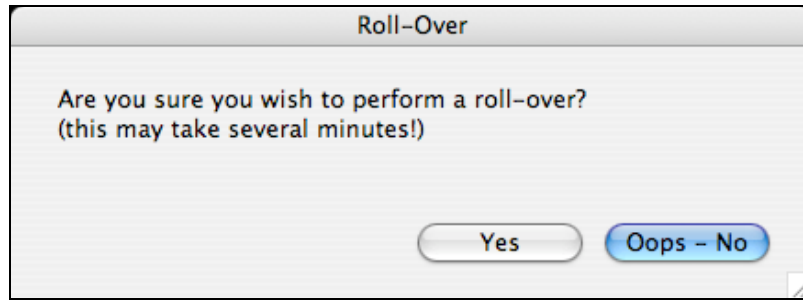 Roll-Over
Are you sure you wish to perform a roll-over?
(this may take several minutes!)
Yes
Oops - No